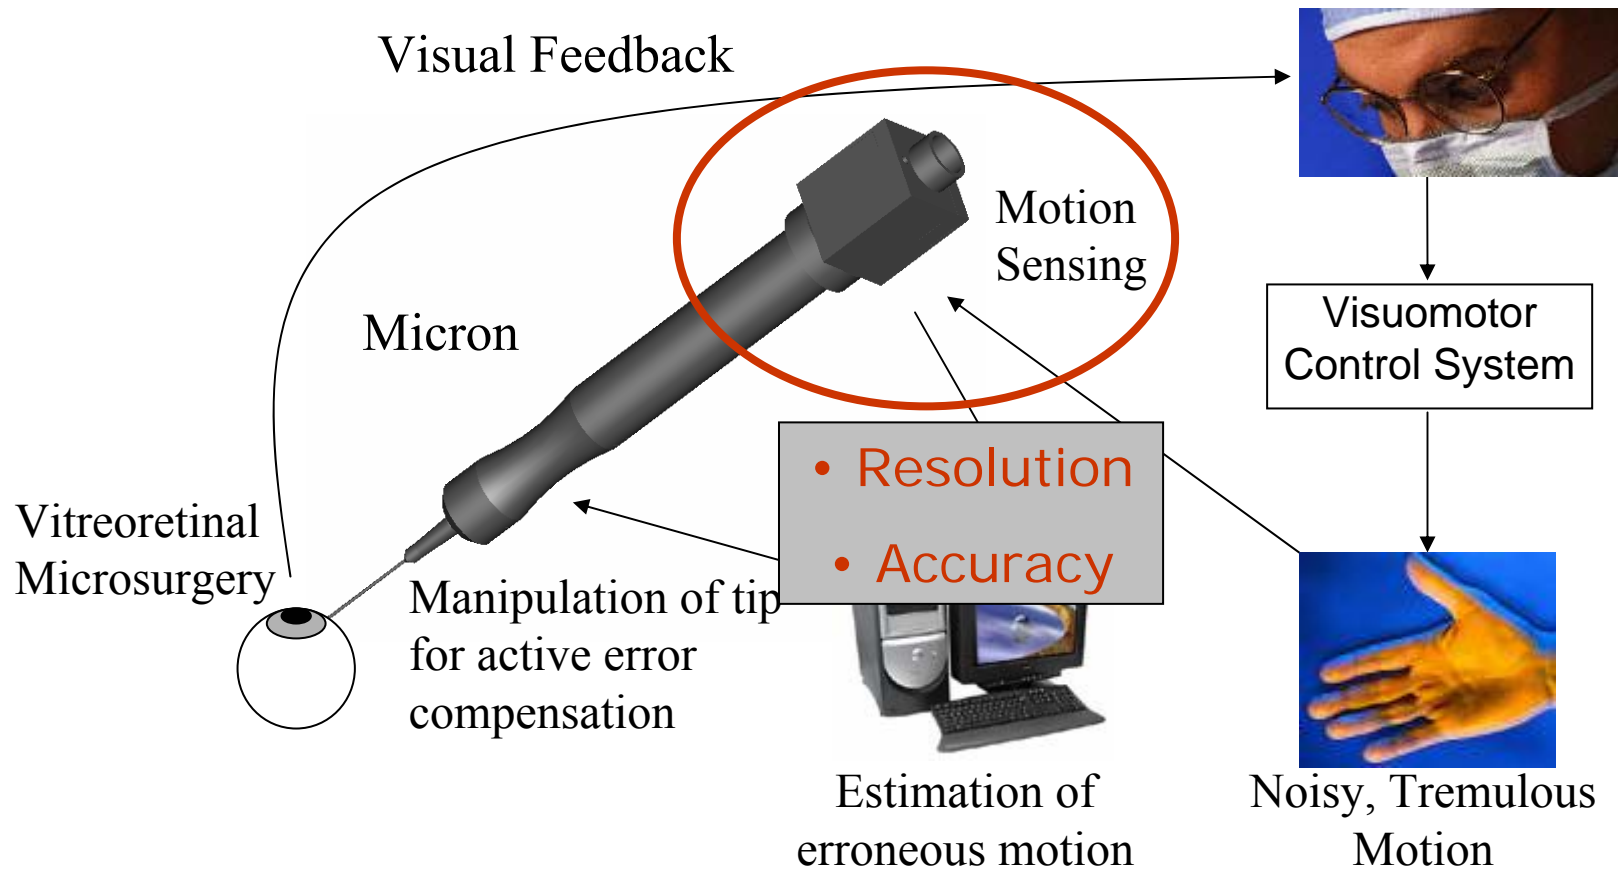 Visual Feedback
Motion
Sensing
Micron
Visuomotor
Control System
• Resolution
• Accuracy
Vitreoretinal
Microsurgery
Manipulation of tip
for active error
compensation
Estimation of
erroneous motion
Noisy, Tremulous
Motion